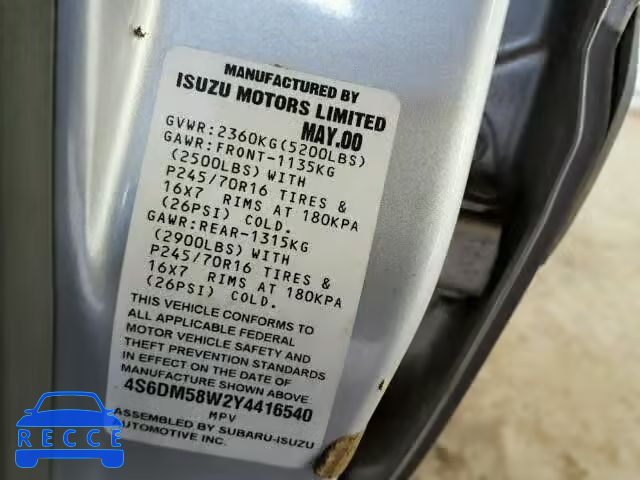 MANUFACTURED BY
ISUZU MOTORS LIMITED
MAY.00
GVWR:2360KG(5200LBS)
GAWR:FRONT-1135KG
(2500LBS)WITH
P245/70R16 TIRES &
16X7 RIMS AT 180KPA
(26PSI) COLD.
GAWR:REAR-1315KG
(2900LBS)WITH
P245/70R16 TIRES &
16X7 RIMS AT 180KPA
(26PSI) COLD.
THIS VEHICLE CONFORMS TO
ALL APPLICABLE FEDERAL
MOTOR VEHICLE SAFETY AND
THEFT PREVENTION STANDARDS
IN EFFECT ON THE DATE OF
MANUFACTURE SHOWN ABOVE
4S6DM58W2Y4416540
MPV
ASSEMBLED BY SUBARU-ISUZU
AUTOMOTIVE INC.
RECCE